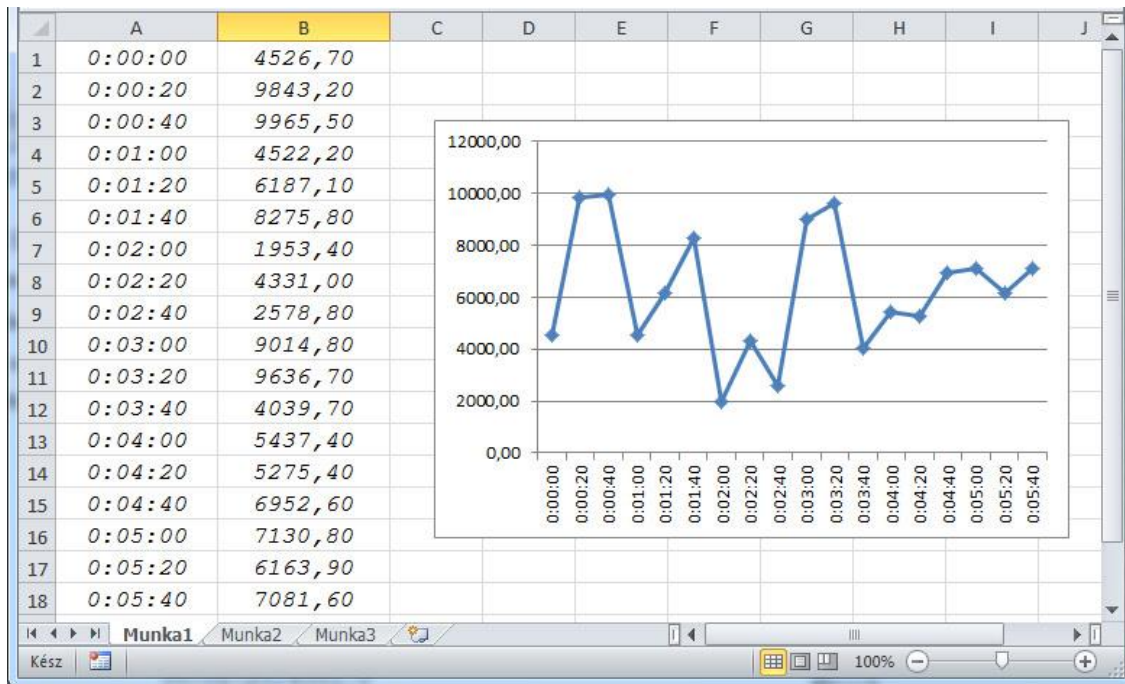 A B C D E F G H I J
1 0:00:00 4526,70
2 0:00:20 9843,20
3 0:00:40 9965,50
4 0:01:00 4522,20
5 0:01:20 6187,10
6 0:01:40 8275,80
7 0:02:00 1953,40
8 0:02:20 4331,00
9 0:02:40 2578,80
10 0:03:00 9014,80
11 0:03:20 9636,70
12 0:03:40 4039,70
13 0:04:00 5437,40
14 0:04:20 5275,40
15 0:04:40 6952,60
16 0:05:00 7130,80
17 0:05:20 6163,90
18 0:05:40 7081,60
12000,00
10000,00
8000,00
6000,00
4000,00
2000,00
0,00
0:00:00
0:00:20
0:00:40
0:01:00
0:01:20
0:01:40
0:02:00
0:02:20
0:02:40
0:03:00
0:03:20
0:03:40
0:04:00
0:04:20
0:04:40
0:05:00
0:05:20
0:05:40
Munka1 Munka2 Munka3
Kész 100%